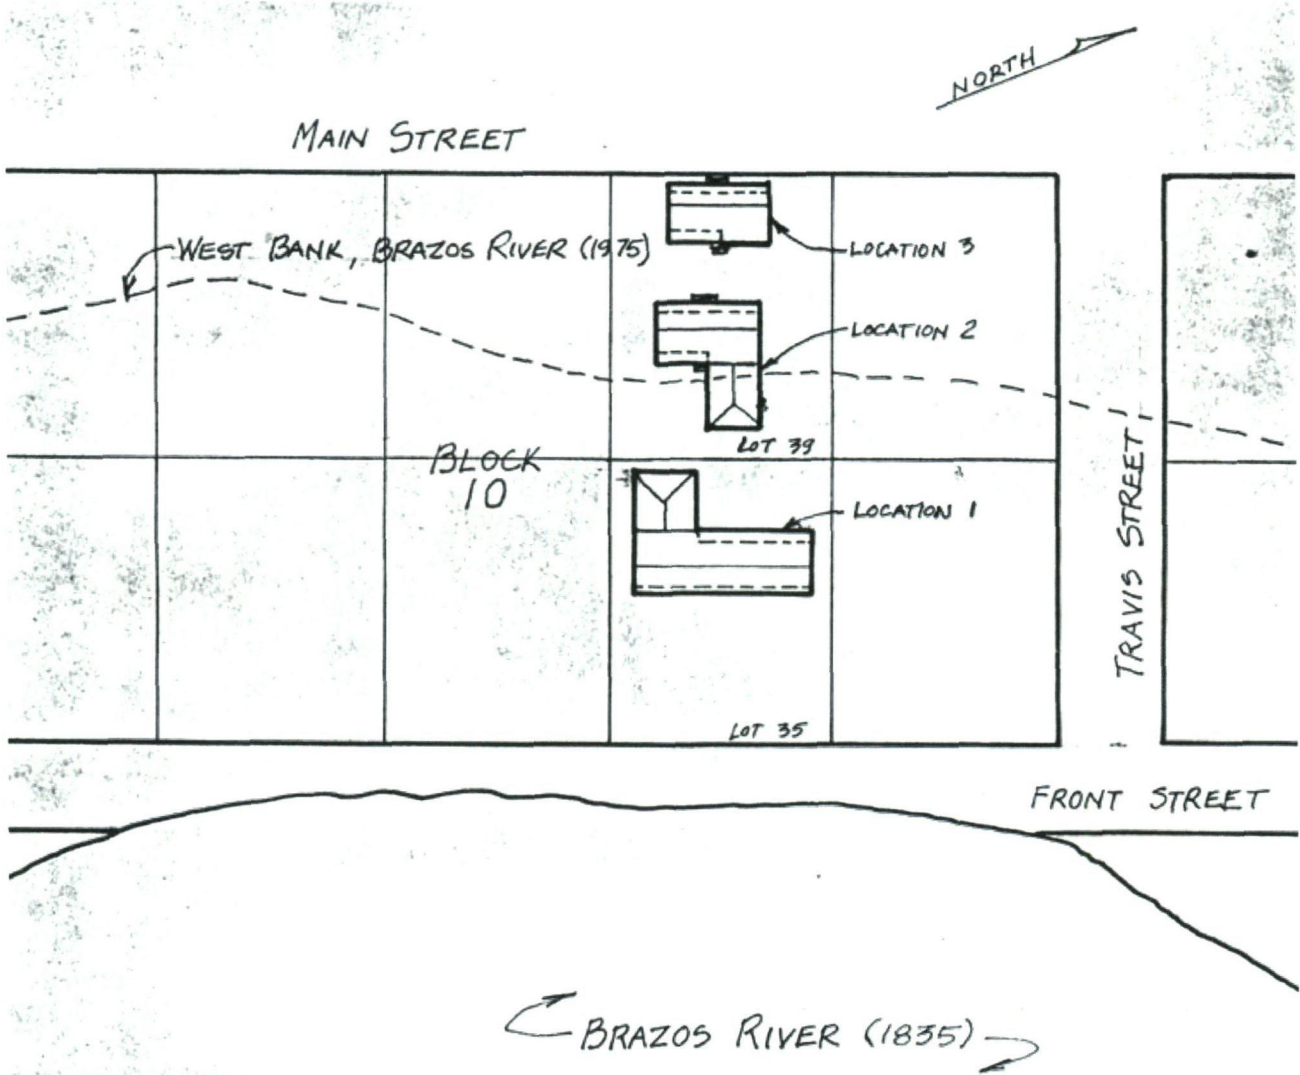 NORTH
MAIN STREET
WEST BANK, BRAZOS RIVER (1975)
LOCATION 3
LOCATION 2
LOT 39
BLOCK
10
LOCATION 1
TRAVIS STREET
LOT 35
FRONT STREET
BRAZOS RIVER (1835)